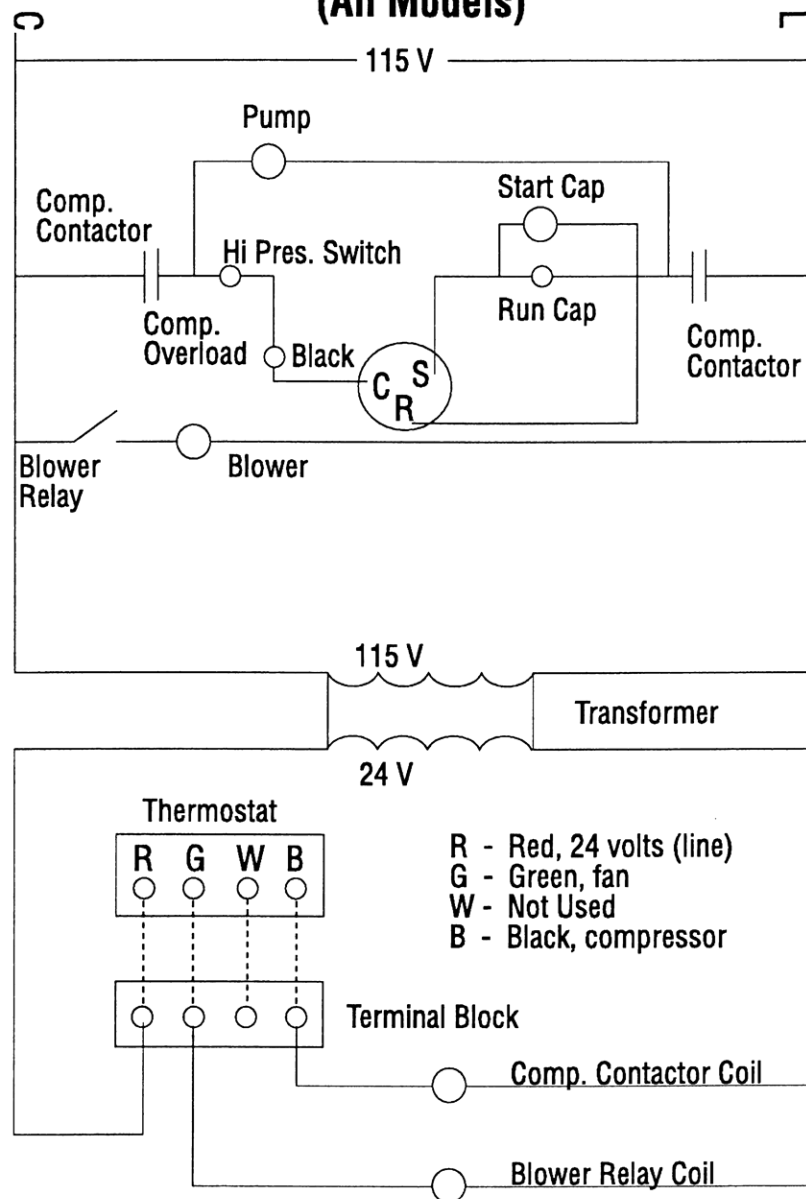 (All Models)
C
L
115 V
Pump
Start Cap
Comp.
Contactor
Hi Pres. Switch
Run Cap
Comp.
Overload
Black
Comp.
Contactor
C
S
R
Blower
Relay
Blower
115 V
Transformer
24 V
Thermostat
R G W B
R - Red, 24 volts (line)
G - Green, fan
W - Not Used
B - Black, compressor
Terminal Block
Comp. Contactor Coil
Blower Relay Coil